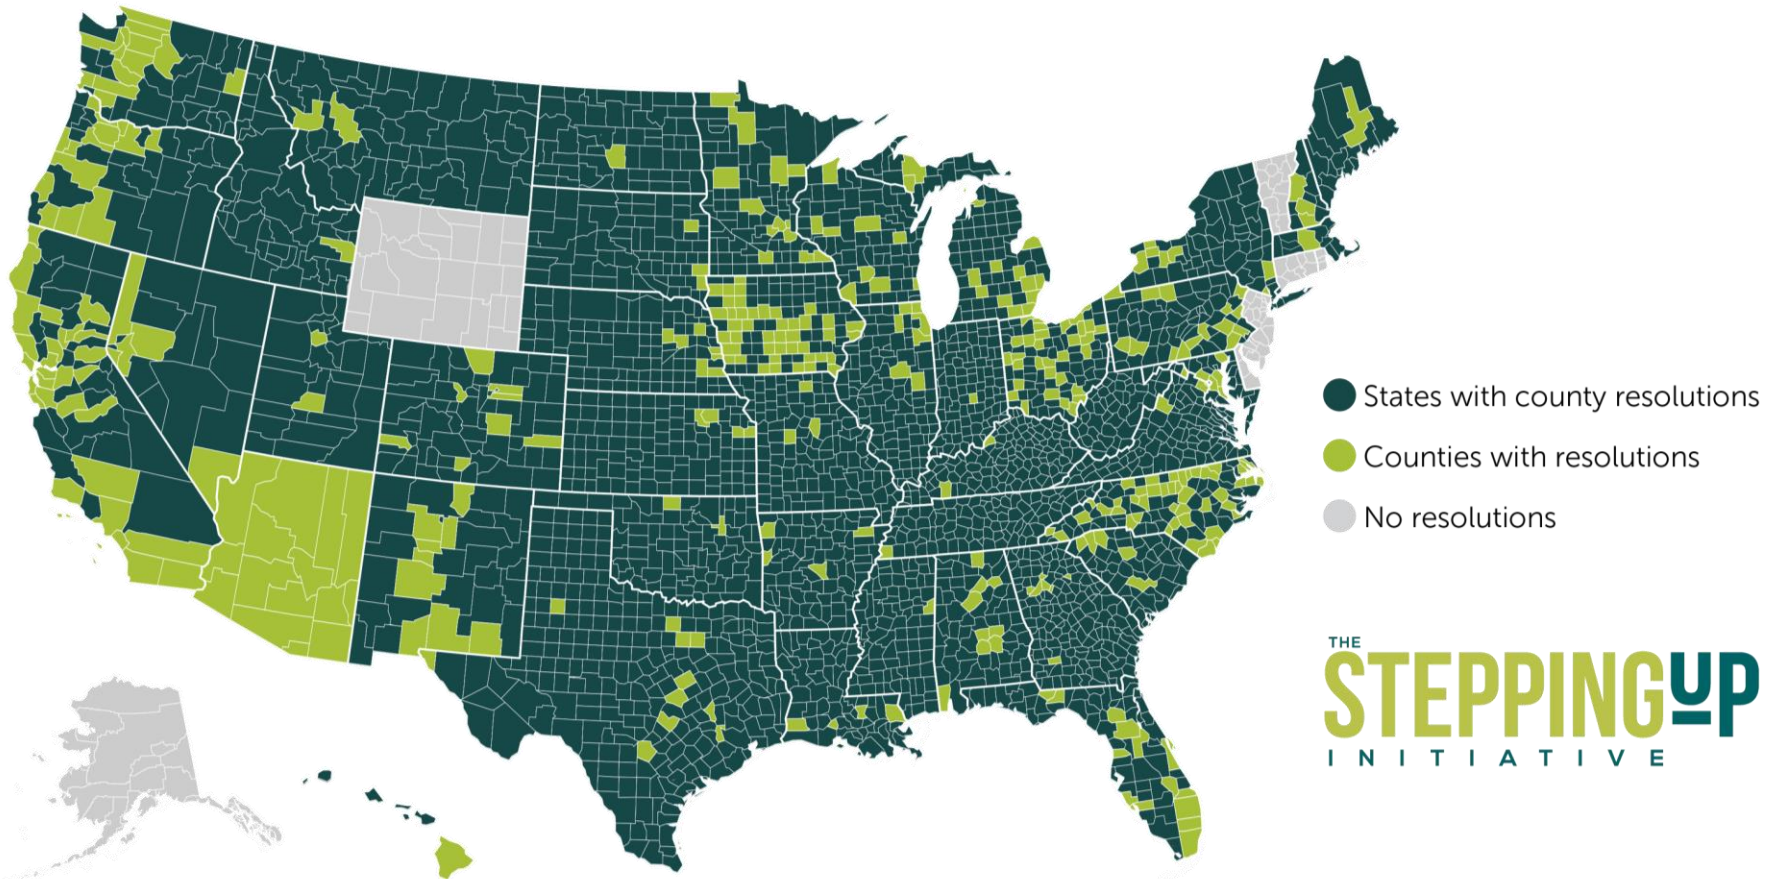 States with county resolutions
Counties with resolutions
No resolutions
THE
STEPPING UP
INITIATIVE